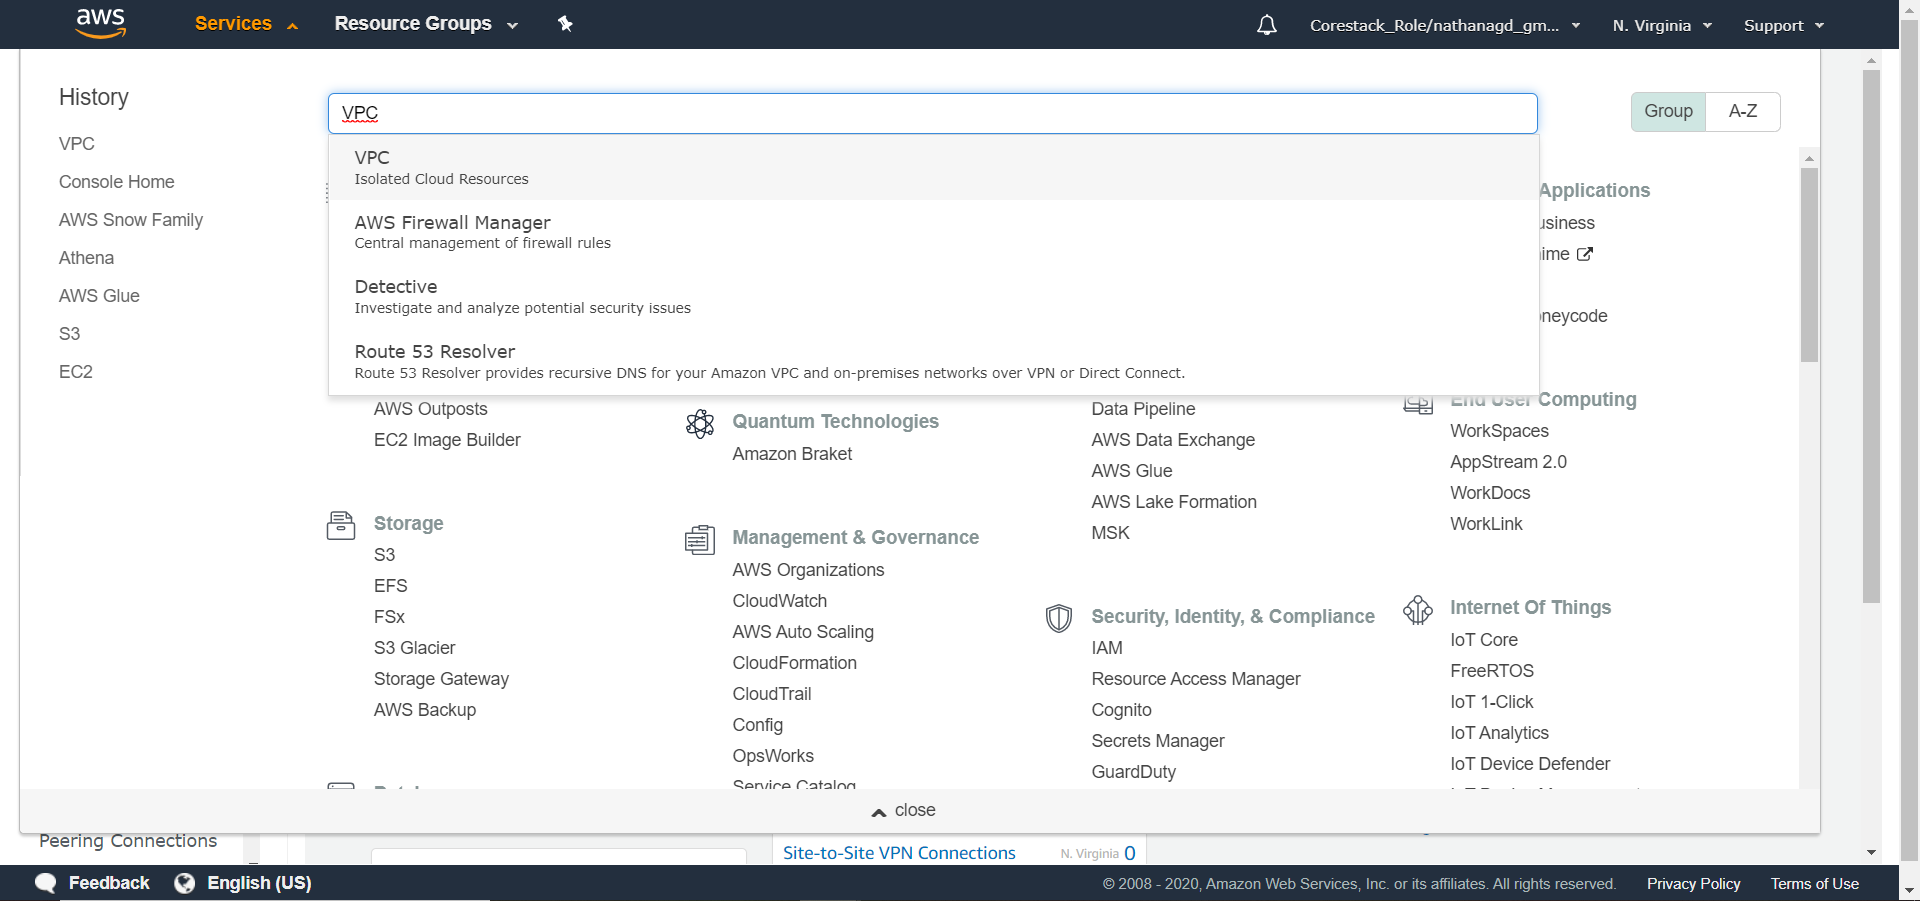 aws
Services
Resource Groups
Corestack_Role/nathanagd_gm...
N. Virginia
Support
History
VPC
Console Home
AWS Snow Family
Athena
AWS Glue
S3
EC2
VPC
Group
A-Z
VPC
Isolated Cloud Resources
AWS Firewall Manager
Central management of firewall rules
Detective
Investigate and analyze potential security issues
Route 53 Resolver
Route 53 Resolver provides recursive DNS for your Amazon VPC and on-premises networks over VPN or Direct Connect.
AWS Outposts
EC2 Image Builder
Storage
S3
EFS
FSx
S3 Glacier
Storage Gateway
AWS Backup
Quantum Technologies
Amazon Braket
Management & Governance
AWS Organizations
CloudWatch
AWS Auto Scaling
CloudFormation
CloudTrail
Config
OpsWorks
Service Catalog
Data Pipeline
AWS Data Exchange
AWS Glue
AWS Lake Formation
MSK
Security, Identity, & Compliance
IAM
Resource Access Manager
Cognito
Secrets Manager
GuardDuty
Applications
usiness
ime
neycode
End User Computing
WorkSpaces
AppStream 2.0
WorkDocs
WorkLink
Internet Of Things
IoT Core
FreeRTOS
IoT 1-Click
IoT Analytics
IoT Device Defender
close
Peering Connections
Site-to-Site VPN Connections
N. Virginia 0
Feedback
English (US)
© 2008 - 2020, Amazon Web Services, Inc. or its affiliates. All rights reserved.
Privacy Policy
Terms of Use